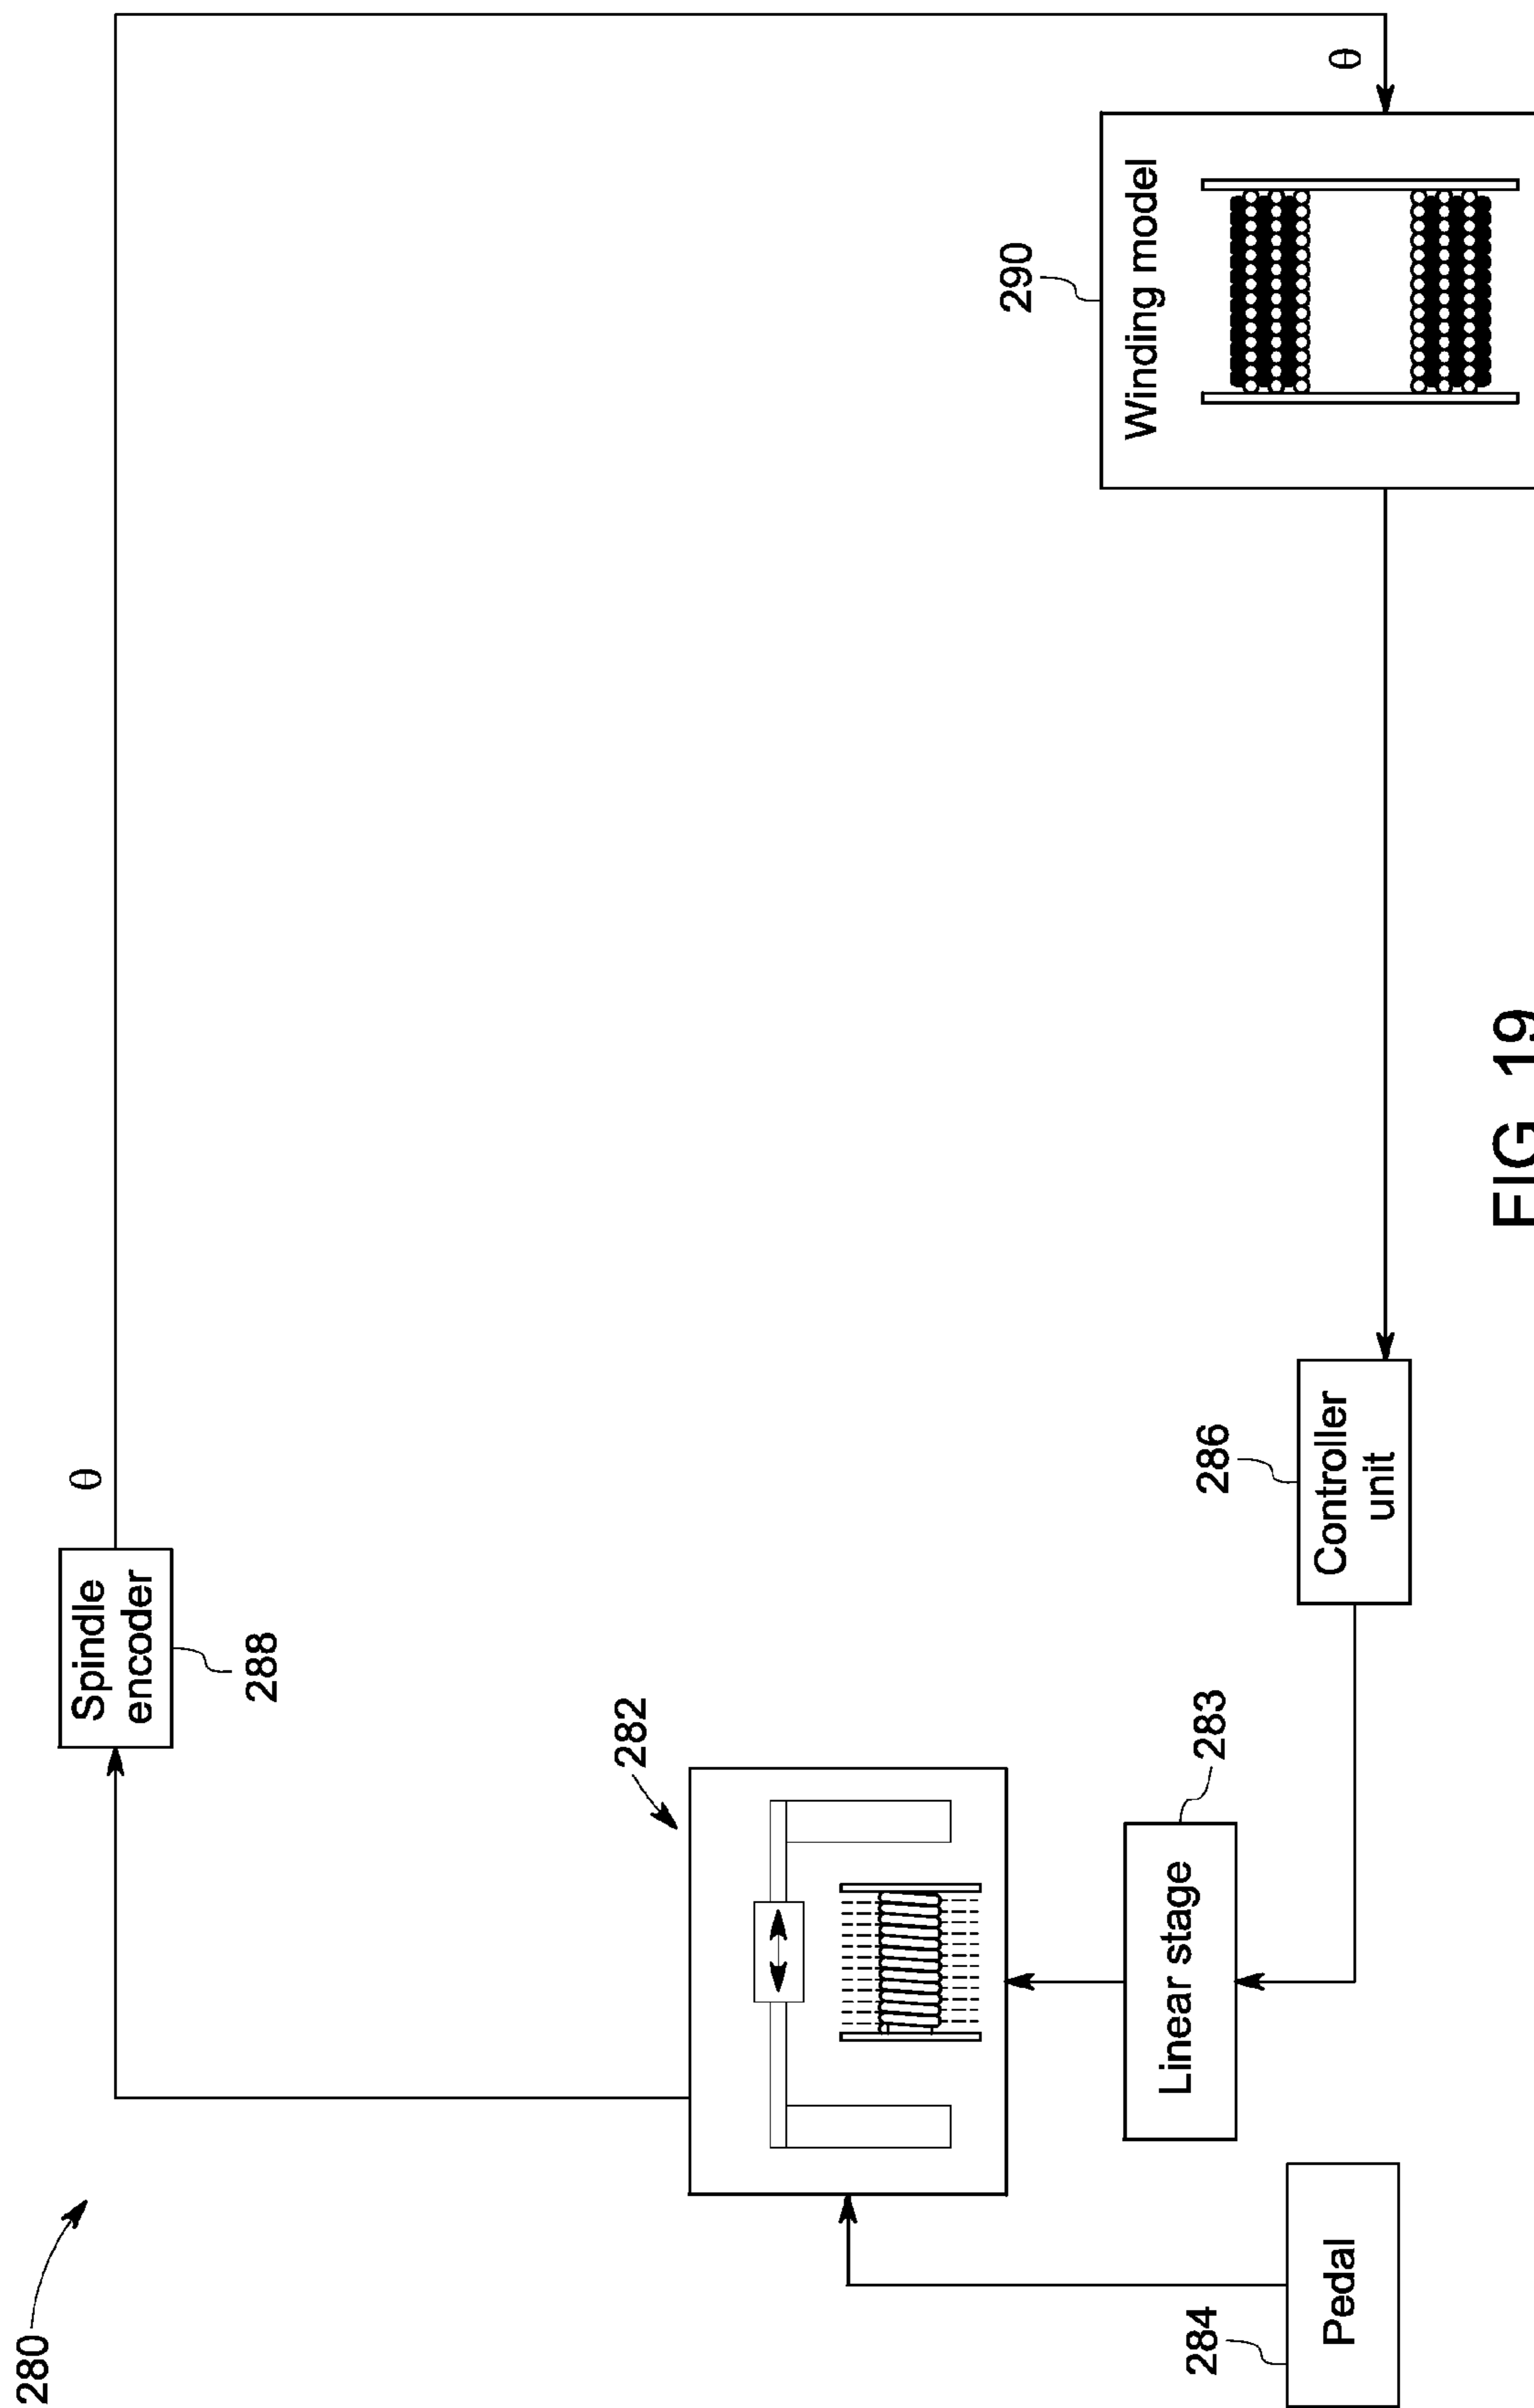 280
Spindle
encoder
288
θ
θ
282
290
Winding model
Linear stage
283
286
Controller
unit
284
Pedal
FIG 19